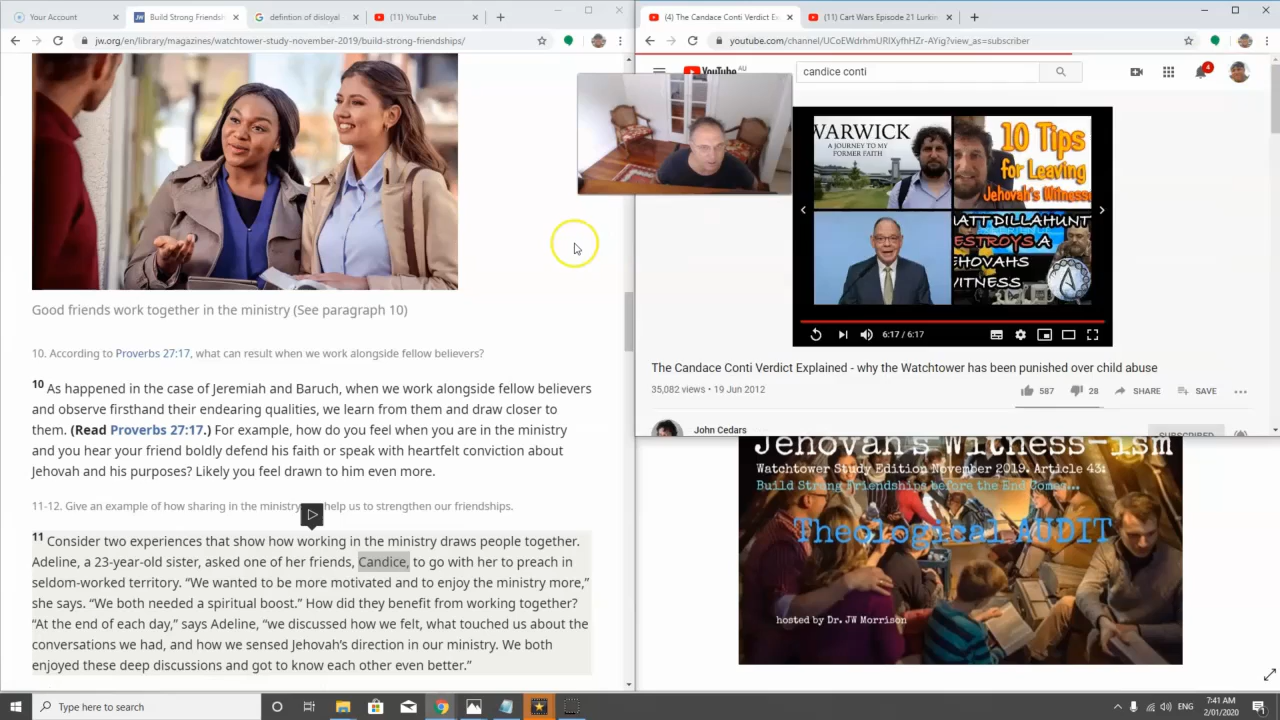 Your Account
Build Strong Friendsh
definition of disloyal
(11) YouTube
jw.org/en/library/magazines/watchtower-study-november-2019/build-strong-friendships/
Good friends work together in the ministry (See paragraph 10)
10. According to Proverbs 27:17, what can result when we work alongside fellow believers?
10 As happened in the case of Jeremiah and Baruch, when we work alongside fellow believers
and observe firsthand their endearing qualities, we learn from them and draw closer to
them. (Read Proverbs 27:17.) For example, how do you feel when you are in the ministry
and you hear your friend boldly defend his faith or speak with heartfelt conviction about
Jehovah and his purposes? Likely you feel drawn to him even more.
11-12. Give an example of how sharing in the ministry help us to strengthen our friendships.
11 Consider two experiences that show how working in the ministry draws people together.
Adeline, a 23-year-old sister, asked one of her friends, Candice, to go with her to preach in
seldom-worked territory. “We wanted to be more motivated and to enjoy the ministry more,”
she says. “We both needed a spiritual boost.” How did they benefit from working together?
“At the end of each day,” says Adeline, “we discussed how we felt, what touched us about the
conversations we had, and how we sensed Jehovah’s direction in our ministry. We both
enjoyed these deep discussions and got to know each other even better.”
(4) The Candace Conti Verdict Ex
(11) Cart Wars Episode 21 Lurkin
youtube.com/channel/UCoEWdrhmURIXyfhHZr-AYig?view_as=subscriber
YouTube AU
candice conti
4
WARWICK
A JOURNEY TO MY
FORMER FAITH
10 Tips
for Leaving
Jehovah's Witness
MATT DILLAHUNT
DESTROYS A
JEHOVAHS
WITNESS
6:17 / 6:17
The Candace Conti Verdict Explained - why the Watchtower has been punished over child abuse
35,082 views • 19 Jun 2012
587
28
SHARE
SAVE
John Cedars
SUBSCRIBED
Jehovah's Witness-ism
Watchtower Study Edition November 2019. Article 43:
Build Strong Friendships before the End Comes...
Theological AUDIT
hosted by Dr. JW Morrison
Type here to search
ENG
7:41 AM
2/01/2020